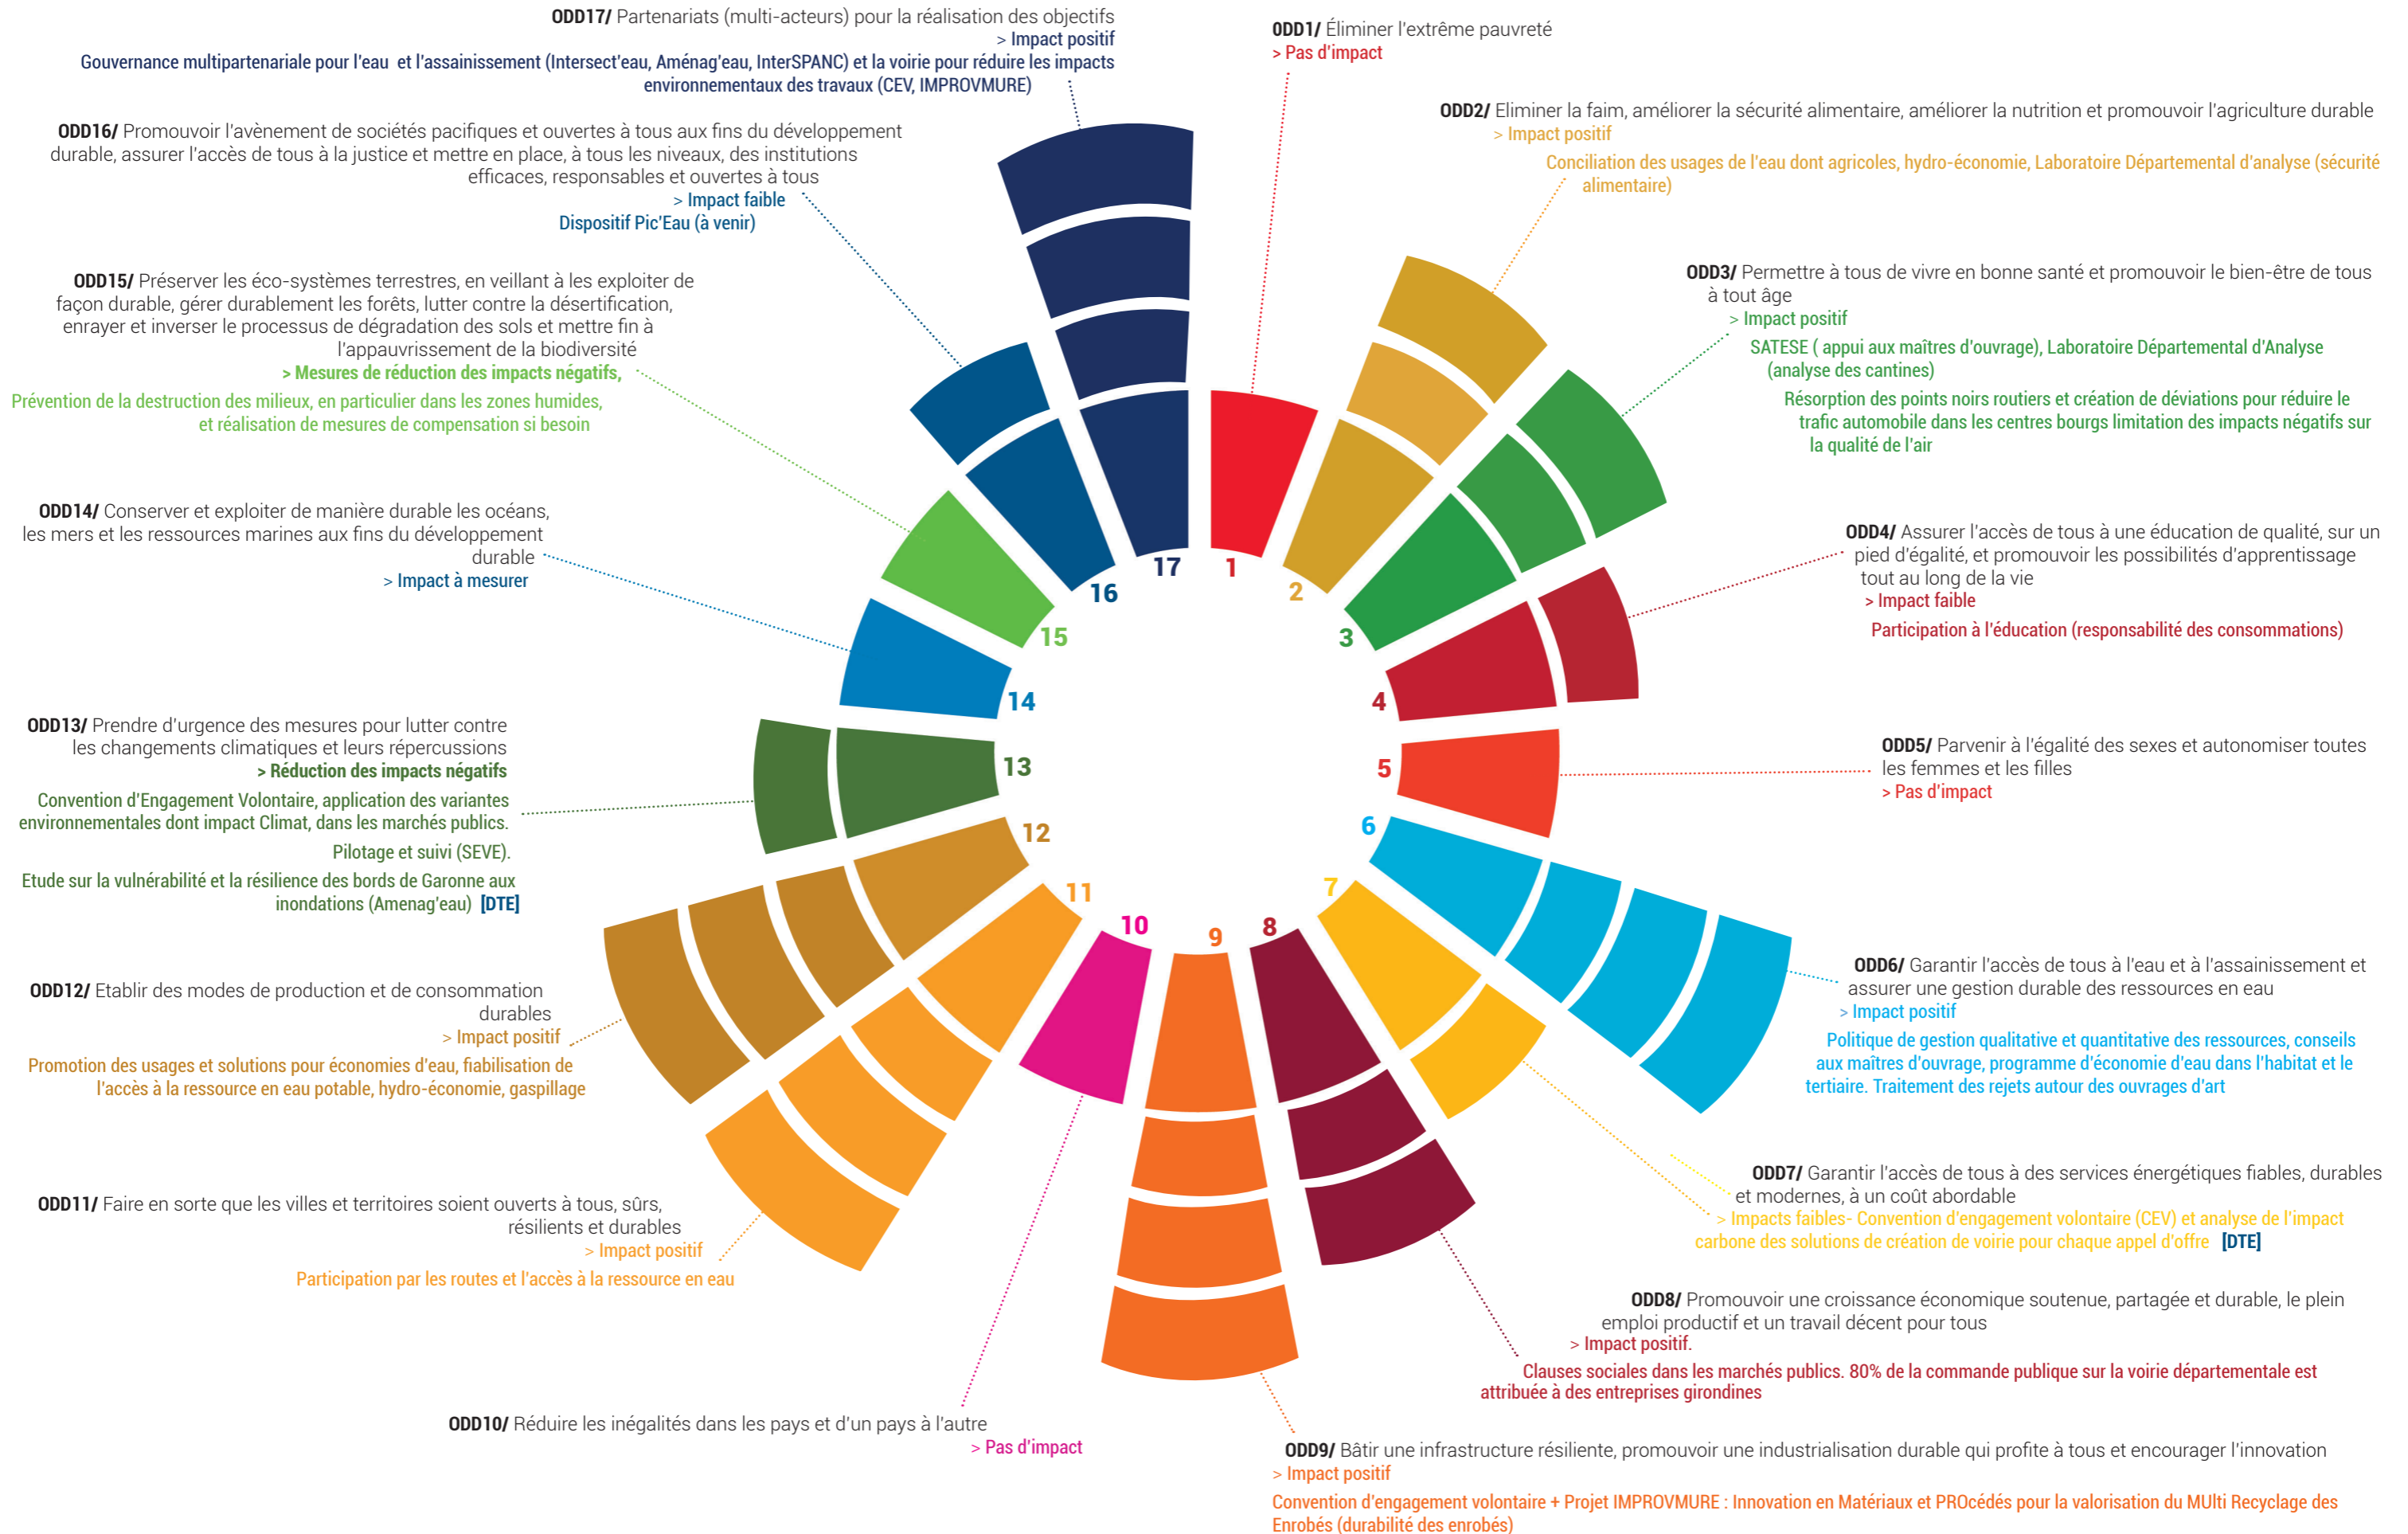 ODD17/ Partenariats (multi-acteurs) pour la réalisation des objectifs
> Impact positif
Gouvernance multipartenariale pour l'eau et l'assainissement (Intersect'eau, Aménag'eau, InterSPANC) et la voirie pour réduire les impacts
environnementaux des travaux (CEV, IMPROVMURE)
ODD16/ Promouvoir l'avènement de sociétés pacifiques et ouvertes à tous aux fins du développement
durable, assurer l'accès de tous à la justice et mettre en place, à tous les niveaux, des institutions
efficaces, responsables et ouvertes à tous
> Impact faible
Dispositif Pic'Eau (à venir)
ODD15/ Préserver les éco-systèmes terrestres, en veillant à les exploiter de
façon durable, gérer durablement les forêts, lutter contre la désertification,
enrayer et inverser le processus de dégradation des sols et mettre fin à
l'appauvrissement de la biodiversité
> Mesures de réduction des impacts négatifs,
Prévention de la destruction des milieux, en particulier dans les zones humides,
et réalisation de mesures de compensation si besoin
ODD14/ Conserver et exploiter de manière durable les océans,
les mers et les ressources marines aux fins du développement
durable
> Impact à mesurer
ODD13/ Prendre d'urgence des mesures pour lutter contre
les changements climatiques et leurs répercussions
> Réduction des impacts négatifs
Convention d'Engagement Volontaire, application des variantes
environnementales dont impact Climat, dans les marchés publics.
Pilotage et suivi (SEVE).
Etude sur la vulnérabilité et la résilience des bords de Garonne aux
inondations (Amenag'eau) [DTE]
ODD12/ Etablir des modes de production et de consommation
durables
> Impact positif
Promotion des usages et solutions pour économies d'eau, fiabilisation de
l'accès à la ressource en eau potable, hydro-économie, gaspillage
ODD11/ Faire en sorte que les villes et territoires soient ouverts à tous, sûrs,
résilients et durables
> Impact positif
Participation par les routes et l'accès à la ressource en eau
ODD10/ Réduire les inégalités dans les pays et d'un pays à l'autre
> Pas d'impact
ODD1/ Éliminer l'extrême pauvreté
> Pas d'impact
ODD2/ Eliminer la faim, améliorer la sécurité alimentaire, améliorer la nutrition et promouvoir l'agriculture durable
> Impact positif
Conciliation des usages de l'eau dont agricoles, hydro-économie, Laboratoire Départemental d'analyse (sécurité
alimentaire)
ODD3/ Permettre à tous de vivre en bonne santé et promouvoir le bien-être de tous
à tout âge
> Impact positif
SATESE ( appui aux maîtres d'ouvrage), Laboratoire Départemental d'Analyse
(analyse des cantines)
Résorption des points noirs routiers et création de déviations pour réduire le
trafic automobile dans les centres bourgs limitation des impacts négatifs sur
la qualité de l'air
ODD4/ Assurer l'accès de tous à une éducation de qualité, sur un
pied d'égalité, et promouvoir les possibilités d'apprentissage
tout au long de la vie
> Impact faible
Participation à l'éducation (responsabilité des consommations)
ODD5/ Parvenir à l'égalité des sexes et autonomiser toutes
les femmes et les filles
> Pas d'impact
ODD6/ Garantir l'accès de tous à l'eau et à l'assainissement et
assurer une gestion durable des ressources en eau
> Impact positif
Politique de gestion qualitative et quantitative des ressources, conseils
aux maîtres d'ouvrage, programme d'économie d'eau dans l'habitat et le
tertiaire. Traitement des rejets autour des ouvrages d'art
ODD7/ Garantir l'accès de tous à des services énergétiques fiables, durables
et modernes, à un coût abordable
> Impacts faibles- Convention d'engagement volontaire (CEV) et analyse de l'impact
carbone des solutions de création de voirie pour chaque appel d'offre [DTE]
ODD8/ Promouvoir une croissance économique soutenue, partagée et durable, le plein
emploi productif et un travail décent pour tous
> Impact positif.
Clauses sociales dans les marchés publics. 80% de la commande publique sur la voirie départementale est
attribuée à des entreprises girondines
ODD9/ Bâtir une infrastructure résiliente, promouvoir une industrialisation durable qui profite à tous et encourager l'innovation
> Impact positif
Convention d'engagement volontaire + Projet IMPROVMURE : Innovation en Matériaux et PROcédés pour la valorisation du MUlti Recyclage des
Enrobés (durabilité des enrobés)
1
2
3
4
5
6
7
8
9
10
11
12
13
14
15
16
17